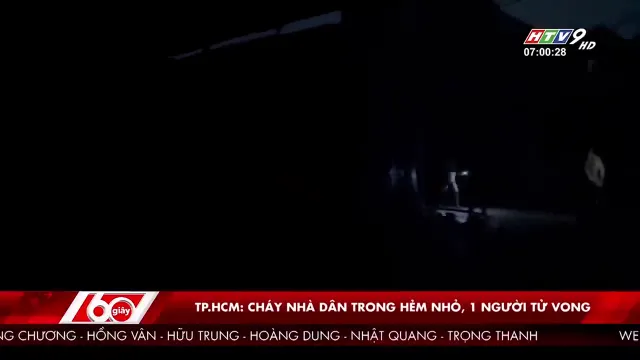 HTV9 HD
07:00:28
60 giây
TP.HCM: CHÁY NHÀ DÂN TRONG HẺM NHỎ, 1 NGƯỜI TỬ VONG
CHƯƠNG - HỒNG VÂN - HỮU TRUNG - HOÀNG DUNG - NHẬT QUANG - TRỌNG THANH